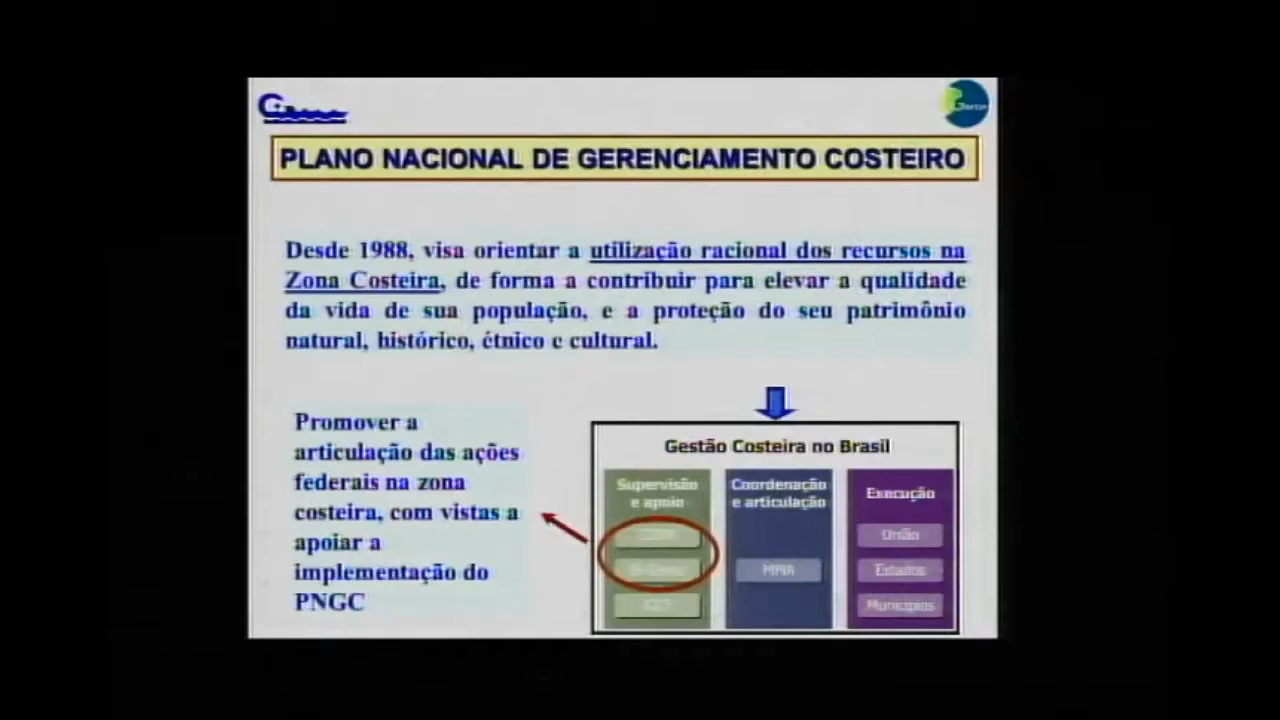 PLANO NACIONAL DE GERENCIAMENTO COSTEIRO
Desde 1988, visa orientar a utilização racional dos recursos na
Zona Costeira, de forma a contribuir para elevar a qualidade
da vida de sua população, e a proteção do seu patrimônio
natural, histórico, étnico e cultural.
Promover a
articulação das ações
federais na zona
costeira, com vistas a
apoiar a
implementação do
PNGC
Gestão Costeira no Brasil
Supervisão
e apoio
Coordenação
e articulação
MMA
Execução
União
Estados
Municípios